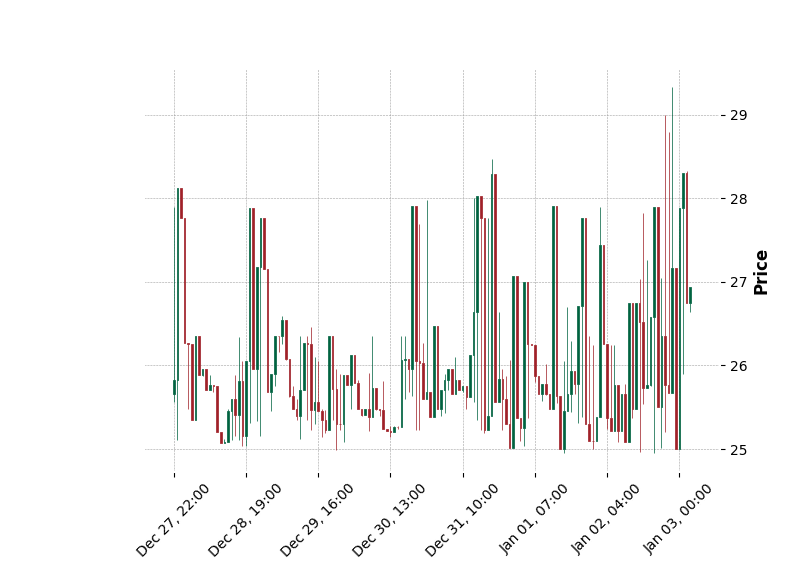 29
28
27
26
25
Price
Dec 27, 22:00
Dec 28, 19:00
Dec 29, 16:00
Dec 30, 13:00
Dec 31, 10:00
Jan 01, 07:00
Jan 02, 04:00
Jan 03, 00:00